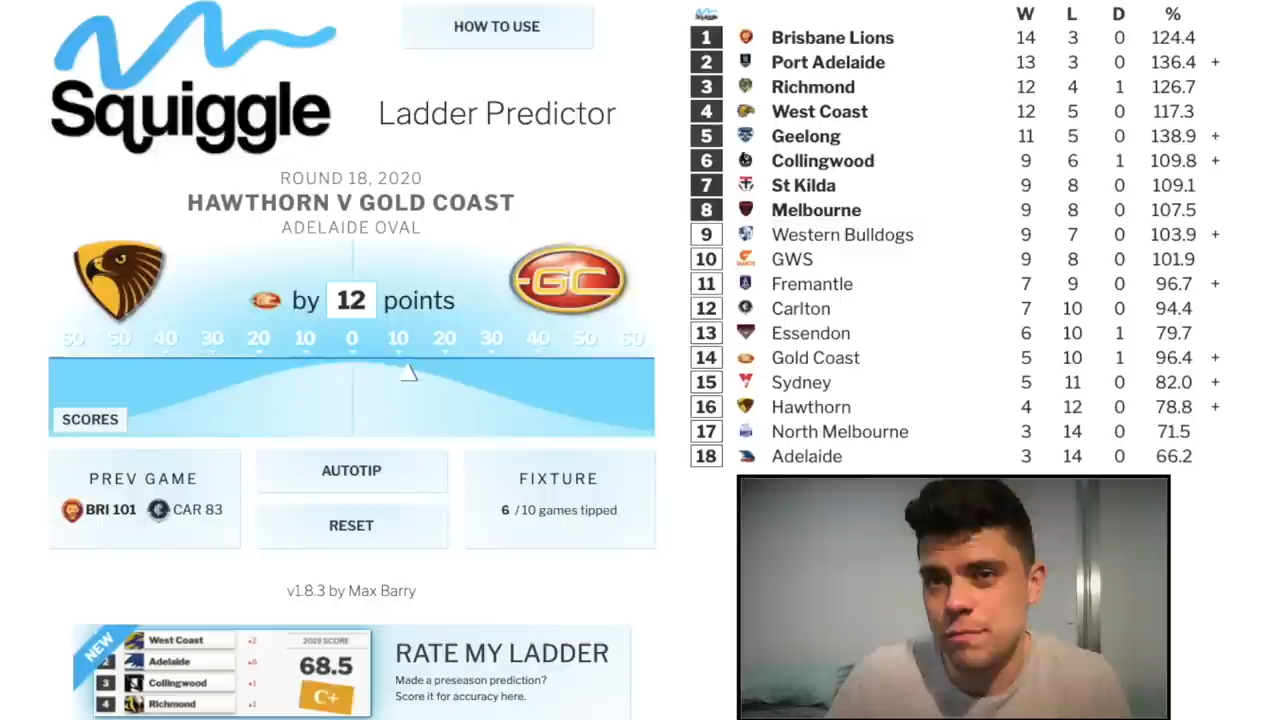 HOW TO USE
Squiggle
Ladder Predictor
ROUND 18, 2020
HAWTHORN V GOLD COAST
ADELAIDE OVAL
GC
by 12 points
60 50 40 30 20 10 0 10 20 30 40 50 60
SCORES
PREV GAME
BRI 101 CAR 83
AUTOTIP
RESET
FIXTURE
6 / 10 games tipped
v1.8.3 by Max Barry
NEW
West Coast
2 Adelaide
3 Collingwood
4 Richmond
2019 SCORE
68.5
C+
RATE MY LADDER
Made a preseason prediction?
Score it for accuracy here.
W L D %
1 Brisbane Lions 14 3 0 124.4
2 Port Adelaide 13 3 0 136.4 +
3 Richmond 12 4 1 126.7
4 West Coast 12 5 0 117.3
5 Geelong 11 5 0 138.9 +
6 Collingwood 9 6 1 109.8 +
7 St Kilda 9 8 0 109.1
8 Melbourne 9 8 0 107.5
9 Western Bulldogs 9 7 0 103.9 +
10 GWS 9 8 0 101.9
11 Fremantle 7 9 0 96.7 +
12 Carlton 7 10 0 94.4
13 Essendon 6 10 1 79.7
14 Gold Coast 5 10 1 96.4 +
15 Sydney 5 11 0 82.0 +
16 Hawthorn 4 12 0 78.8 +
17 North Melbourne 3 14 0 71.5
18 Adelaide 3 14 0 66.2